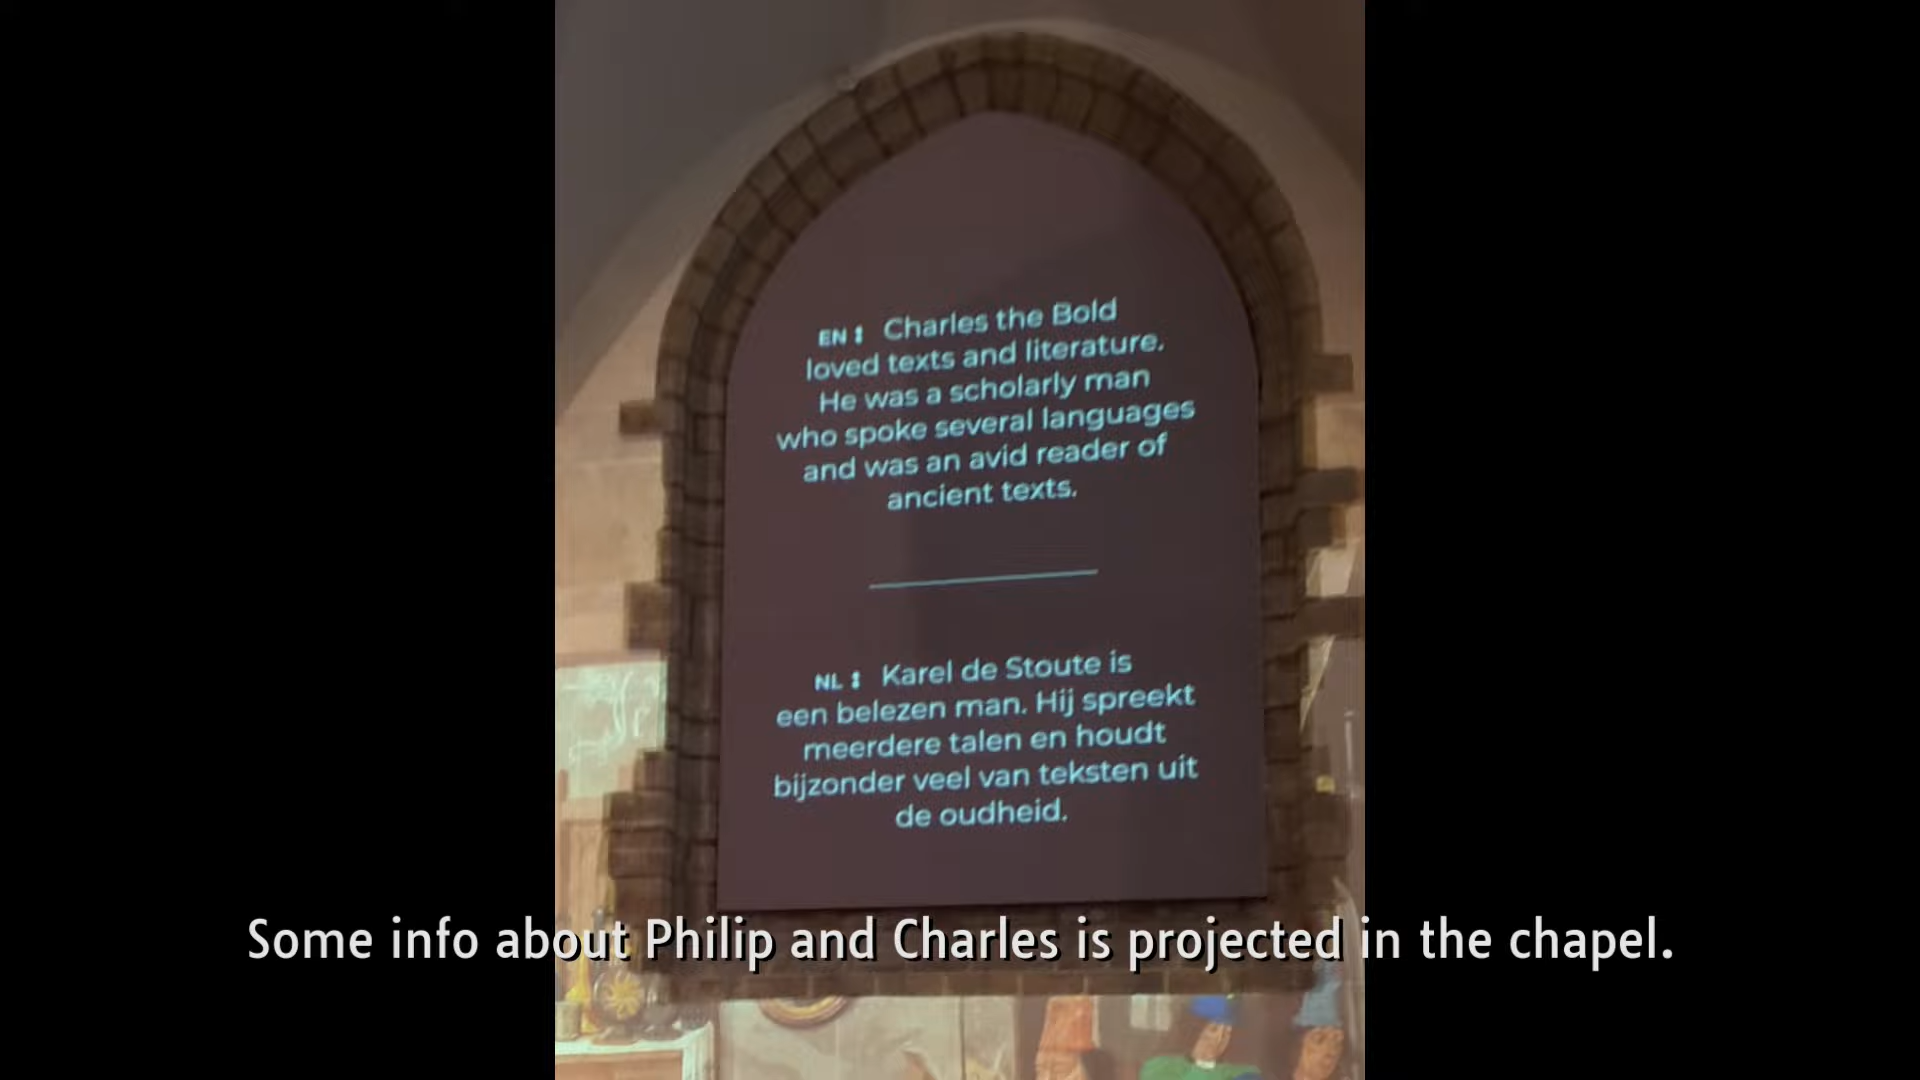 EN : Charles the Bold
loved texts and literature.
He was a scholarly man
who spoke several languages
and was an avid reader of
ancient texts.
NL : Karel de Stoute is
een belezen man. Hij spreekt
meerdere talen en houdt
bijzonder veel van teksten uit
de oudheid.
Some info about Philip and Charles is projected in the chapel.